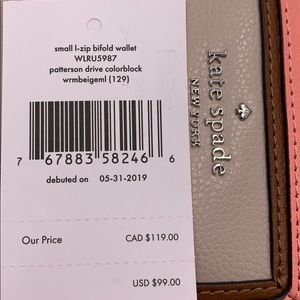 small l-zip bifold wallet
WLRU5987
patterson drive colorblock
wrmbeigeml (129)
7 67883 58246 6
debuted on 05-31-2019
Our Price CAD $119.00
USD $99.00
kate spade
NEW YORK